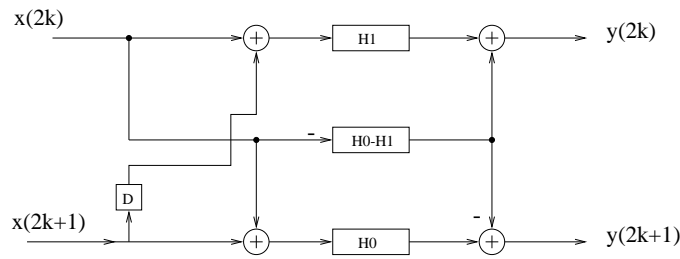 x(2k)
y(2k)
H1
-
H0-H1
D
x(2k+1)
-
y(2k+1)
H0